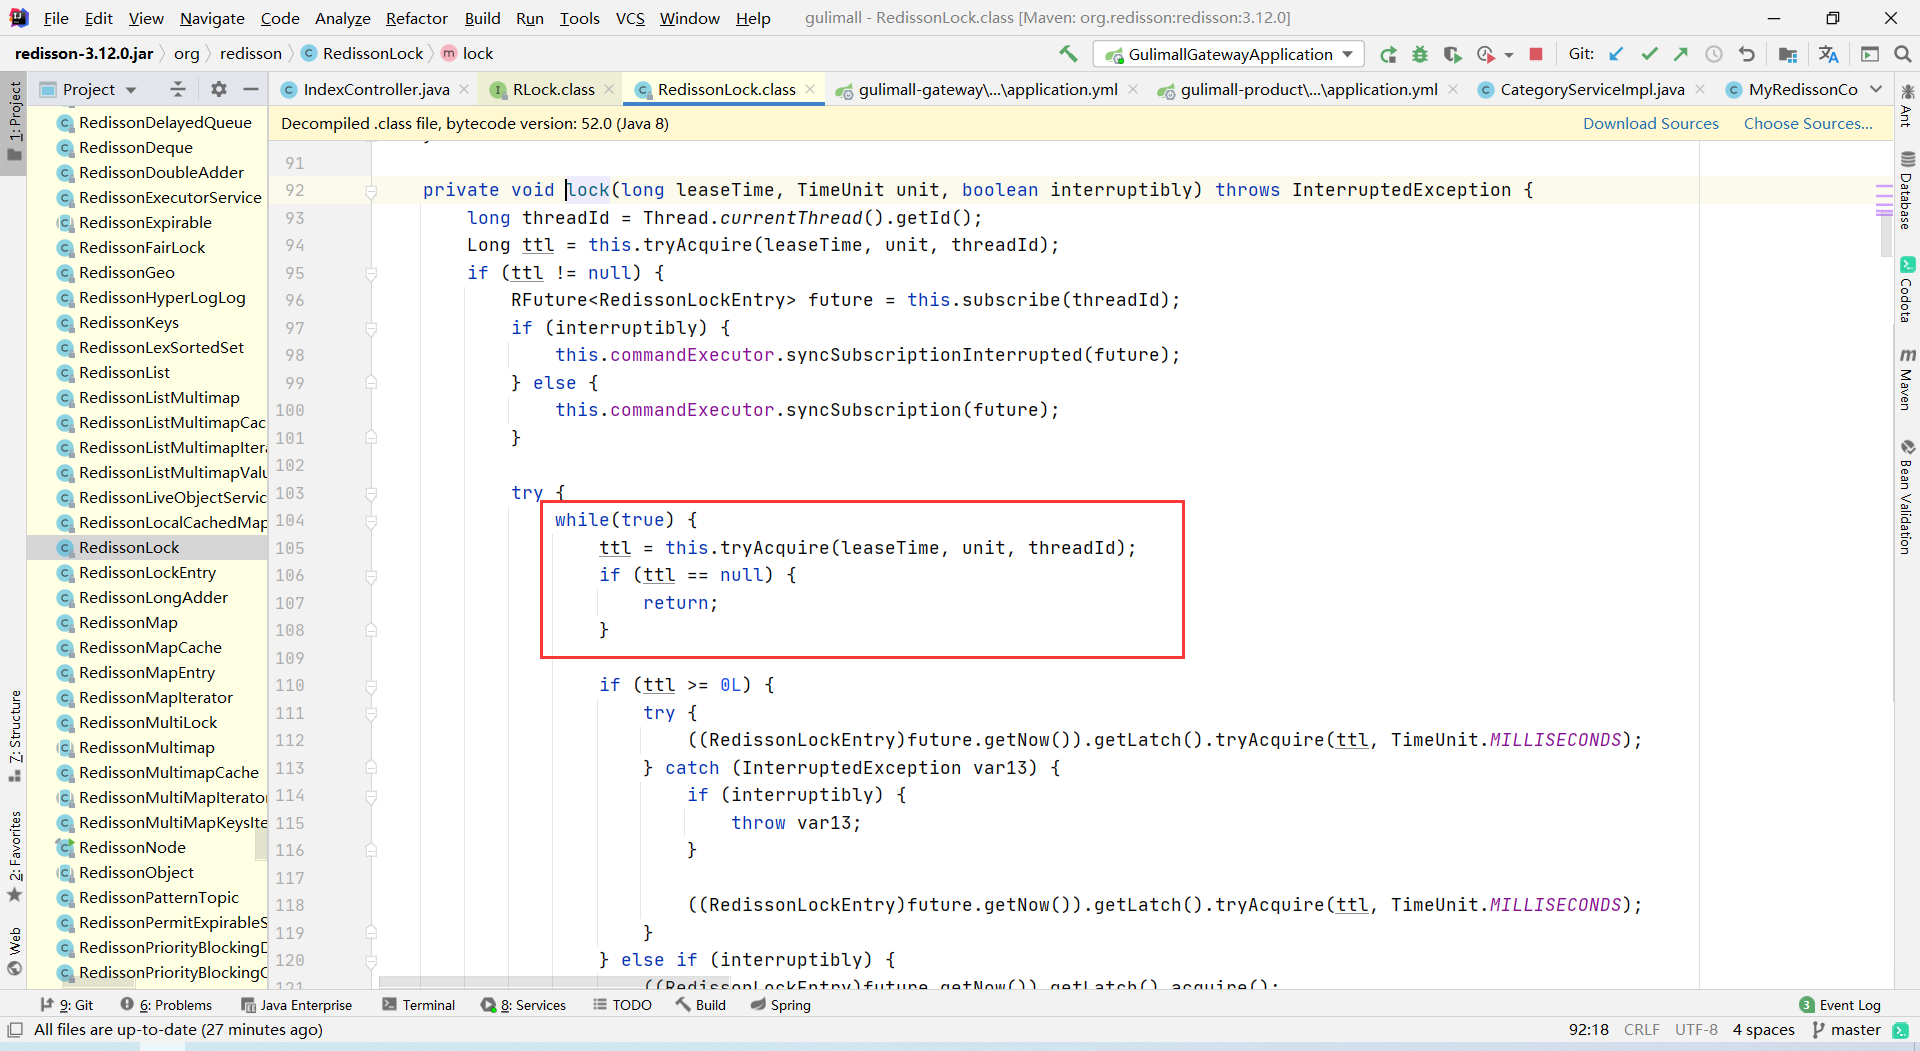 File Edit View Navigate Code Analyze Refactor Build Run Tools VCS Window Help gulimall - RedissonLock.class [Maven: org.redisson:redisson:3.12.0]
redisson-3.12.0.jar org redisson RedissonLock lock GulimallGatewayApplication Git:
Project IndexController.java RLock.class RedissonLock.class gulimall-gateway\...\application.yml gulimall-product\...\application.yml CategoryServiceImpl.java MyRedissonCo
Decompiled .class file, bytecode version: 52.0 (Java 8) Download Sources Choose Sources...
1: Project
7: Structure
2: Favorites
Web
RedissonDelayedQueue
RedissonDeque
RedissonDoubleAdder
RedissonExecutorService
RedissonExpirable
RedissonFairLock
RedissonGeo
RedissonHyperLogLog
RedissonKeys
RedissonLexSortedSet
RedissonList
RedissonListMultimap
RedissonListMultimapCac
RedissonListMultimapItera
RedissonListMultimapValu
RedissonLiveObjectServic
RedissonLocalCachedMap
RedissonLock
RedissonLockEntry
RedissonLongAdder
RedissonMap
RedissonMapCache
RedissonMapEntry
RedissonMapIterator
RedissonMultiLock
RedissonMultimap
RedissonMultimapCache
RedissonMultiMapIterator
RedissonMultiMapKeysIte
RedissonNode
RedissonObject
RedissonPatternTopic
RedissonPermitExpirableS
RedissonPriorityBlockingD
RedissonPriorityBlockingQ
91
92 private void lock(long leaseTime, TimeUnit unit, boolean interruptibly) throws InterruptedException {
93 long threadId = Thread.currentThread().getId();
94 Long ttl = this.tryAcquire(leaseTime, unit, threadId);
95 if (ttl != null) {
96 RFuture<RedissonLockEntry> future = this.subscribe(threadId);
97 if (interruptibly) {
98 this.commandExecutor.syncSubscriptionInterrupted(future);
99 } else {
100 this.commandExecutor.syncSubscription(future);
101 }
102
103 try {
104 while(true) {
105 ttl = this.tryAcquire(leaseTime, unit, threadId);
106 if (ttl == null) {
107 return;
108 }
109
110 if (ttl >= 0L) {
111 try {
112 ((RedissonLockEntry)future.getNow()).getLatch().tryAcquire(ttl, TimeUnit.MILLISECONDS);
113 } catch (InterruptedException var13) {
114 if (interruptibly) {
115 throw var13;
116 }
117
118 ((RedissonLockEntry)future.getNow()).getLatch().tryAcquire(ttl, TimeUnit.MILLISECONDS);
119 }
120 } else if (interruptibly) {
121 ((RedissonLockEntry)future.getNow()).getLatch().acquire();
Ant
Database
Codota
Maven
Bean Validation
9: Git 6: Problems Java Enterprise Terminal 8: Services TODO Build Spring 3 Event Log
All files are up-to-date (27 minutes ago) 92:18 CRLF UTF-8 4 spaces master